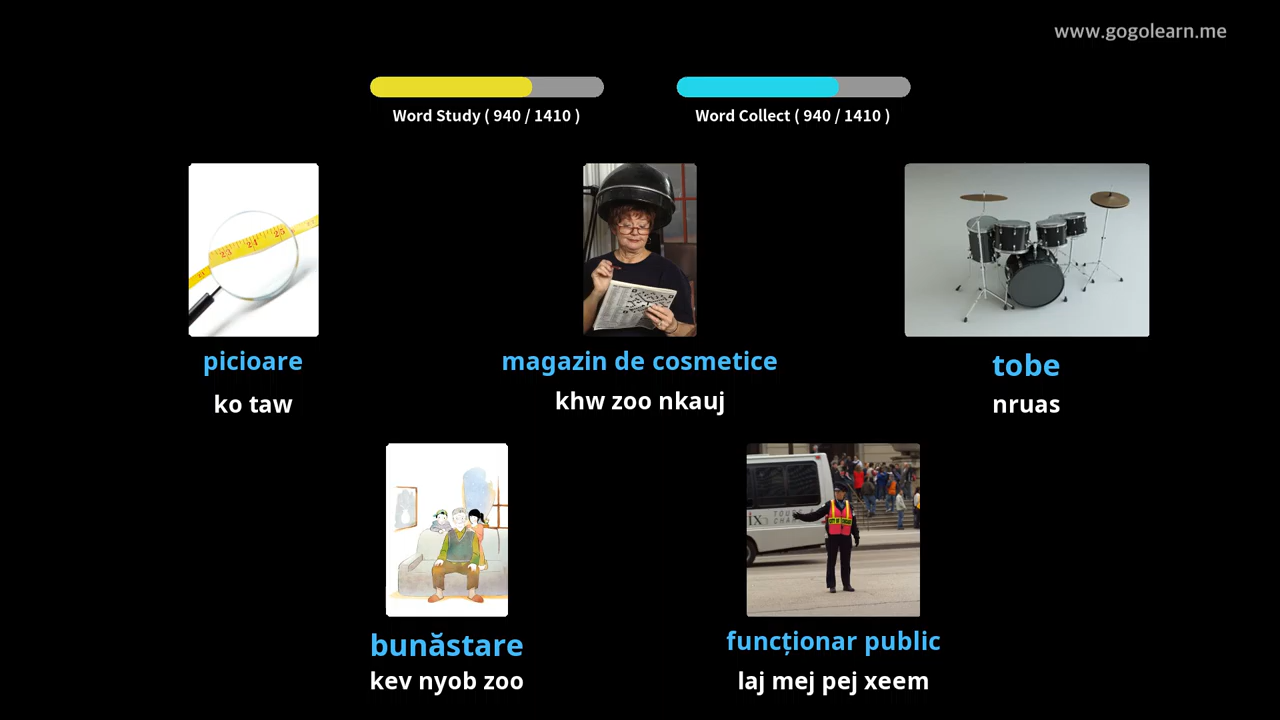 www.gogolearn.me
Word Study ( 940 / 1410 )
Word Collect ( 940 / 1410 )
picioare
ko taw
magazin de cosmetice
khw zoo nkauj
tobe
nruas
bunăstare
kev nyob zoo
funcționar public
laj mej pej xeem